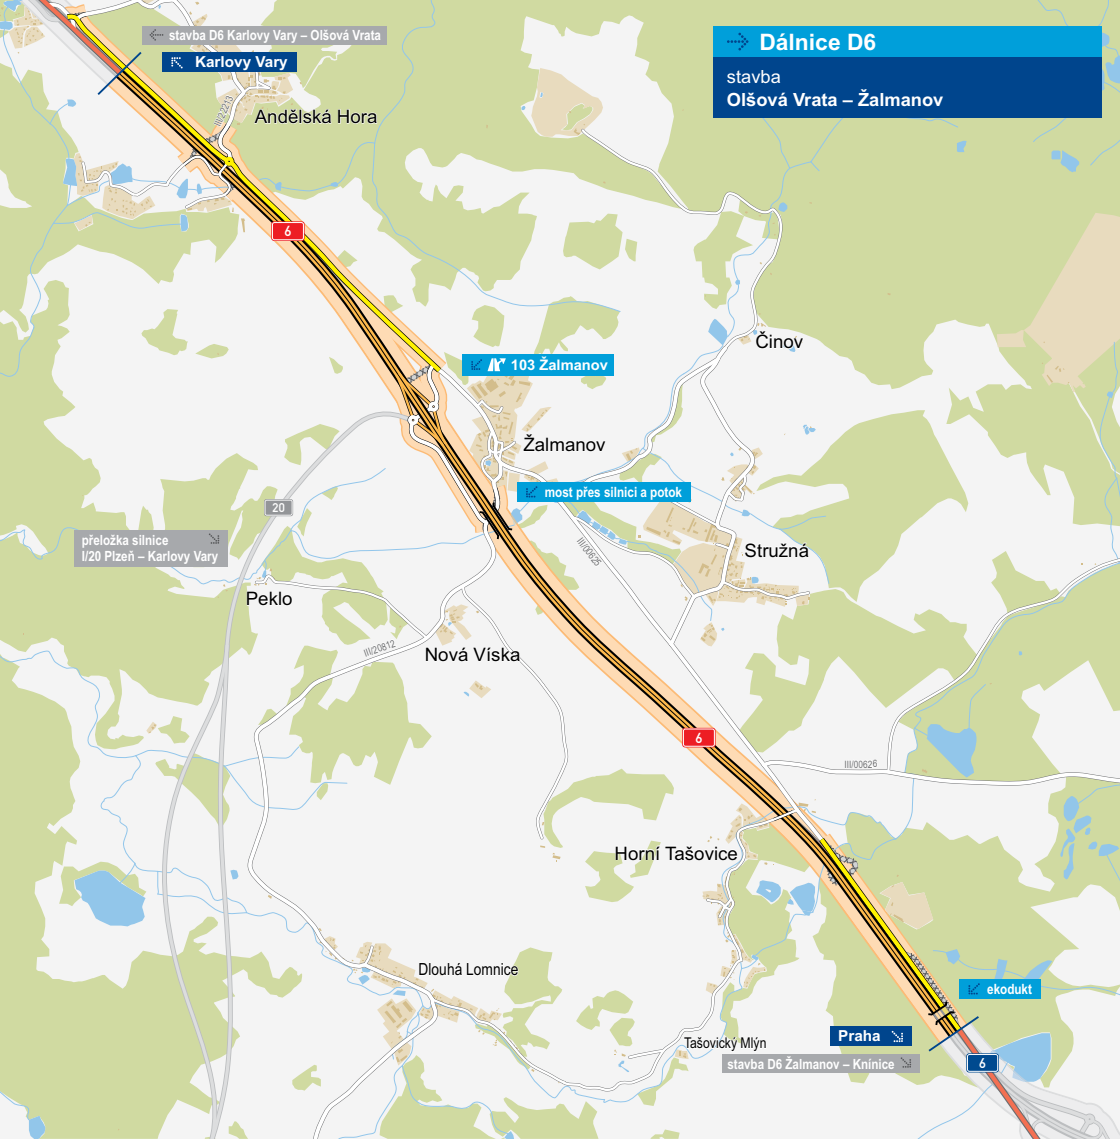 stavba D6 Karlovy Vary – Olšová Vrata
Karlovy Vary
Dálnice D6
stavba
Olšová Vrata – Žalmanov
III/22213
Andělská Hora
6
Činov
103 Žalmanov
Žalmanov
most přes silnici a potok
20
přeložka silnice
I/20 Plzeň – Karlovy Vary
III/00625
Stružná
Peklo
III/20812
Nová Víska
6
III/00626
Horní Tašovice
Dlouhá Lomnice
ekodukt
Praha
Tašovický Mlýn
stavba D6 Žalmanov – Knínice
6